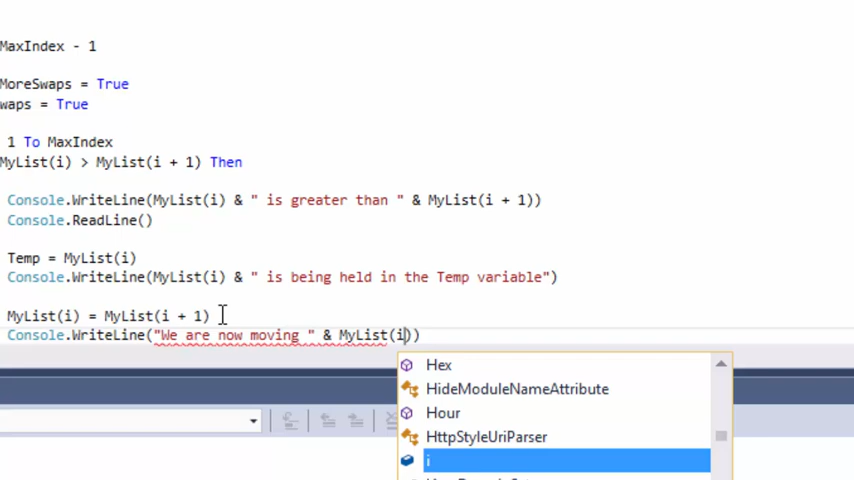 MaxIndex - 1
MoreSwaps = True
waps = True
1 To MaxIndex
MyList(i) > MyList(i + 1) Then
Console.WriteLine(MyList(i) & " is greater than " & MyList(i + 1))
Console.ReadLine()
Temp = MyList(i)
Console.WriteLine(MyList(i) & " is being held in the Temp variable")
MyList(i) = MyList(i + 1)
Console.WriteLine("We are now moving " & MyList(i))
Hex
HideModuleNameAttribute
Hour
HttpStyleUriParser
i